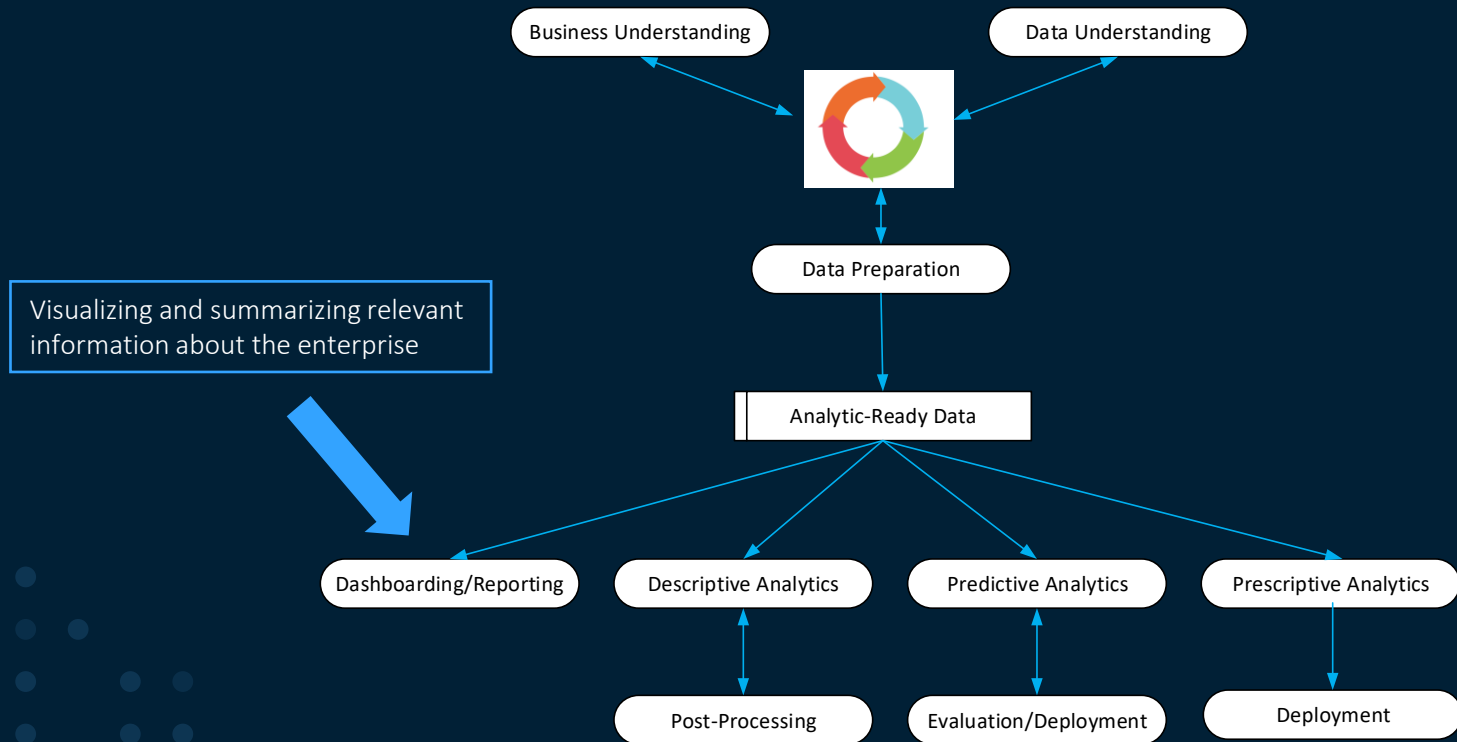 Business Understanding
Data Understanding
Data Preparation
Visualizing and summarizing relevant
information about the enterprise
Analytic-Ready Data
Dashboarding/Reporting
Descriptive Analytics
Predictive Analytics
Prescriptive Analytics
Post-Processing
Evaluation/Deployment
Deployment